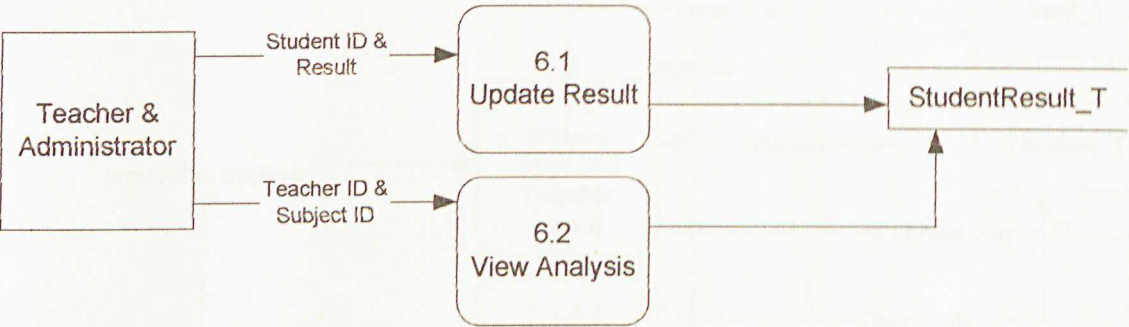 Student ID &
Result
6.1
Update Result
StudentResult_T
Teacher &
Administrator
Teacher ID &
Subject ID
6.2
View Analysis